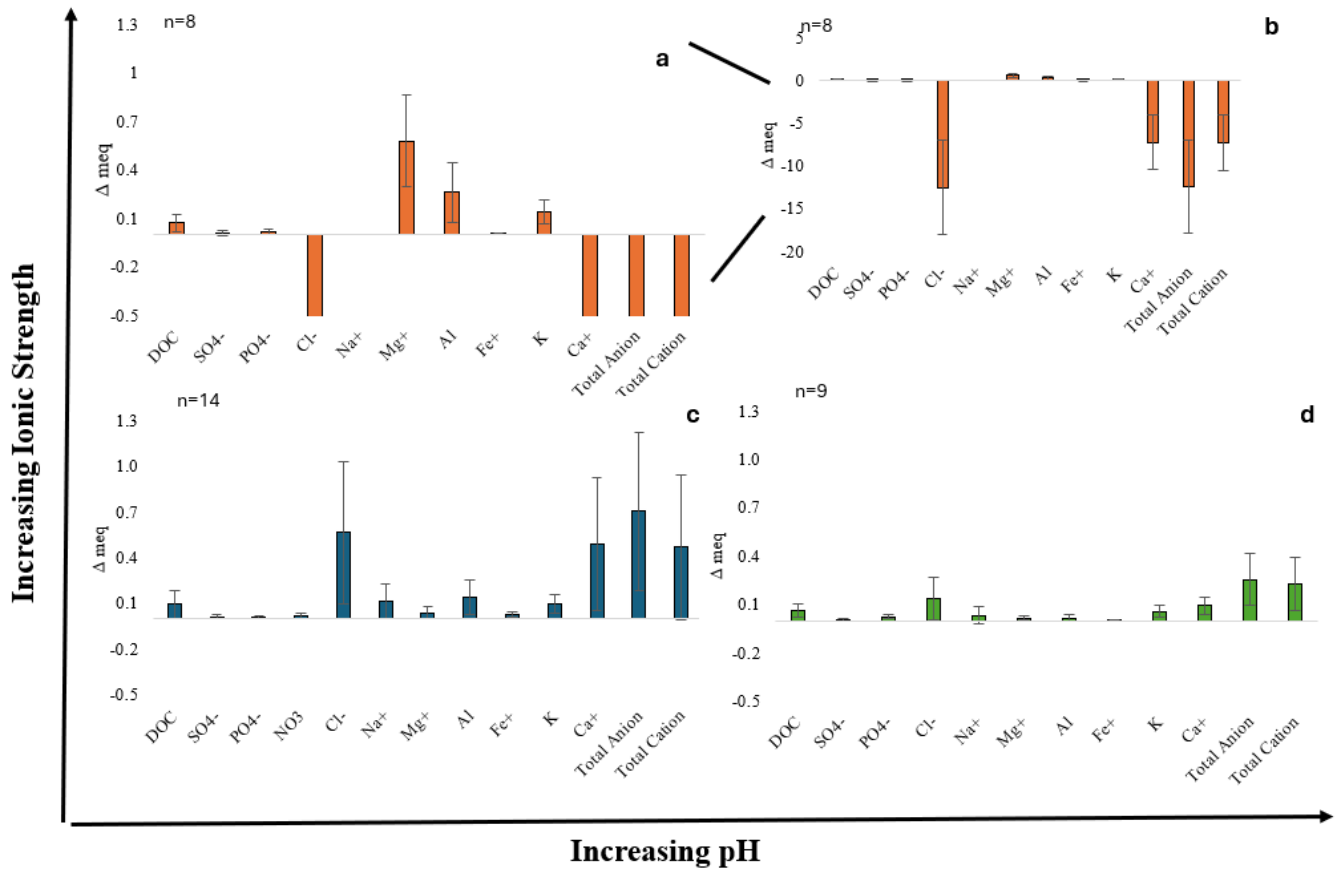 n=8
a
1.3
1
0.7
0.4
0.1
-0.2
-0.5
Δ meq
DOC
SO4-
PO4-
Cl-
Na+
Mg+
Al
Fe+
K
Ca+
Total Anion
Total Cation
n=8
b
5
0
-5
-10
-15
-20
Δ meq
DOC
SO4-
PO4-
Cl-
Na+
Mg+
Al
Fe+
K
Ca+
Total Anion
Total Cation
n=14
c
1.3
1.0
0.7
0.4
0.1
-0.2
-0.5
Δ meq
DOC
SO4-
PO4-
NO3
Cl-
Na+
Mg+
Al
Fe+
K
Ca+
Total Anion
Total Cation
n=9
d
1.3
1.0
0.7
0.4
0.1
-0.2
-0.5
Δ meq
DOC
SO4-
PO4-
Cl-
Na+
Mg+
Al
Fe+
K
Ca+
Total Anion
Total Cation
Increasing Ionic Strength
Increasing pH